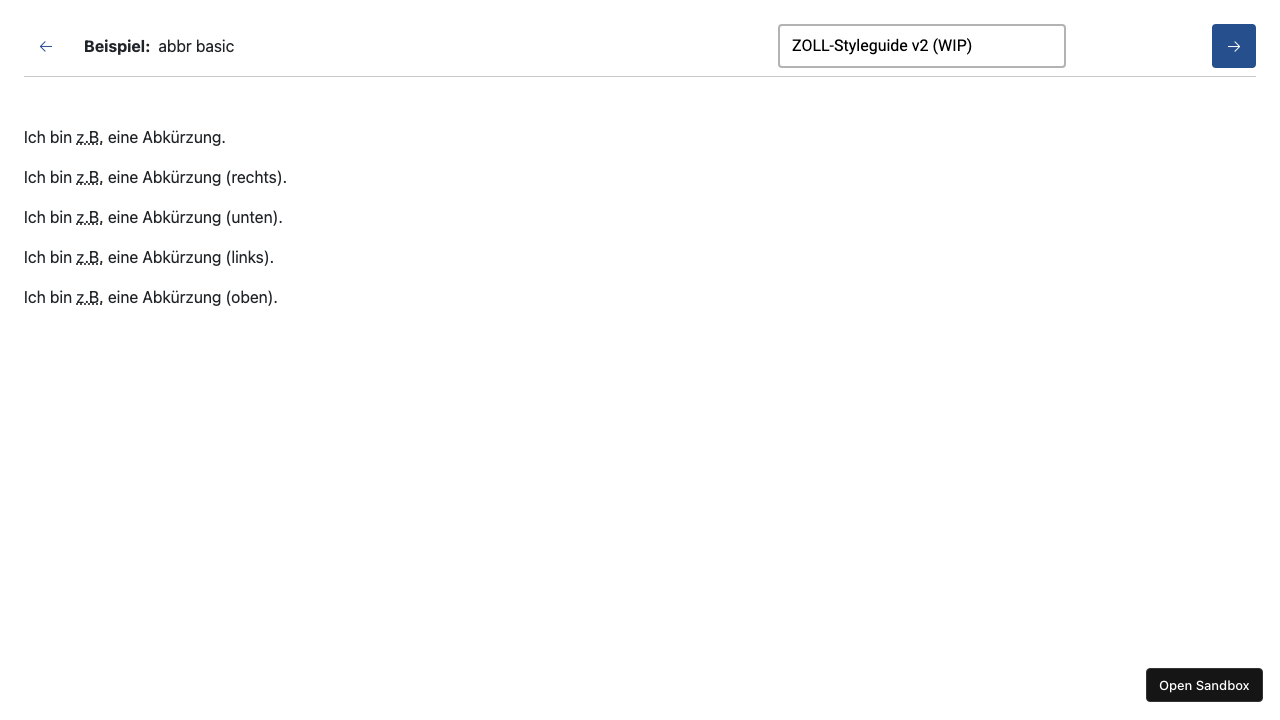 Beispiel: abbr basic
ZOLL-Styleguide v2 (WIP)
Ich bin z.B. eine Abkürzung.
Ich bin z.B. eine Abkürzung (rechts).
Ich bin z.B. eine Abkürzung (unten).
Ich bin z.B. eine Abkürzung (links).
Ich bin z.B. eine Abkürzung (oben).
Open Sandbox